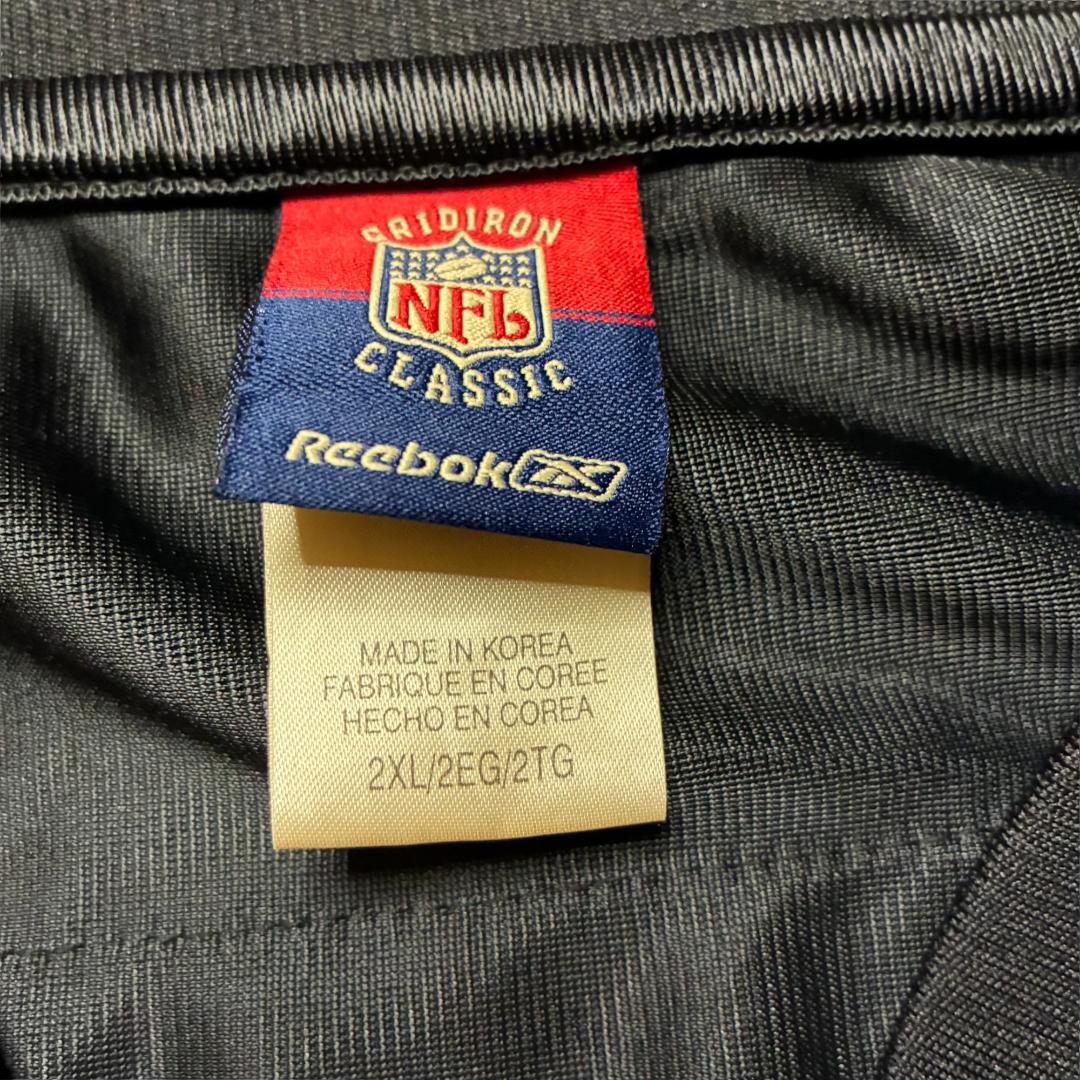 GRIDIRON
NFL
CLASSIC
Reebok
MADE IN KOREA
FABRIQUE EN COREE
HECHO EN COREA
2XL/2EG/2TG